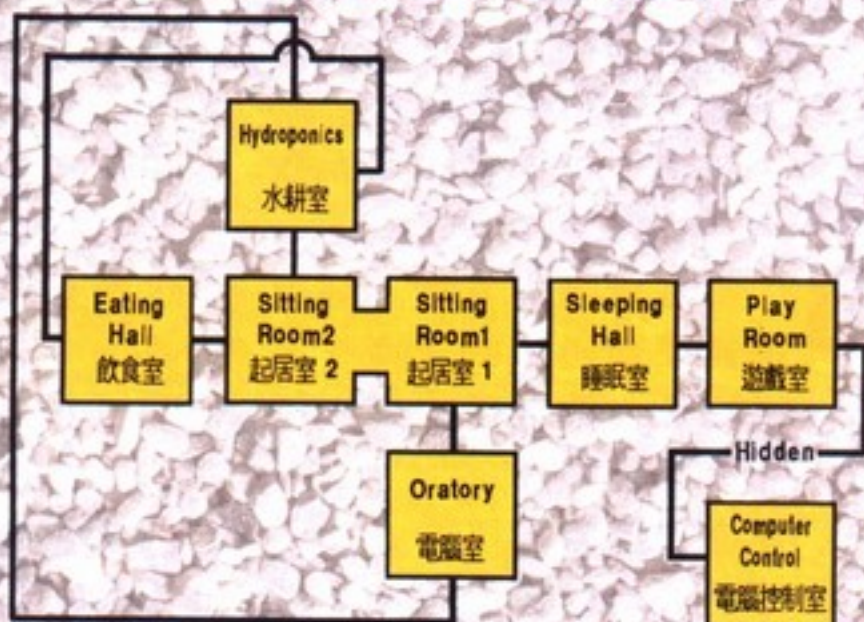 Hydroponics
水耕室
Eating
Hall
飲食室
Sitting
Room2
起居室 2
Sitting
Room1
起居室 1
Sleeping
Hall
睡眠室
Play
Room
遊戲室
Hidden
Oratory
電腦室
Computer
Control
電腦控制室